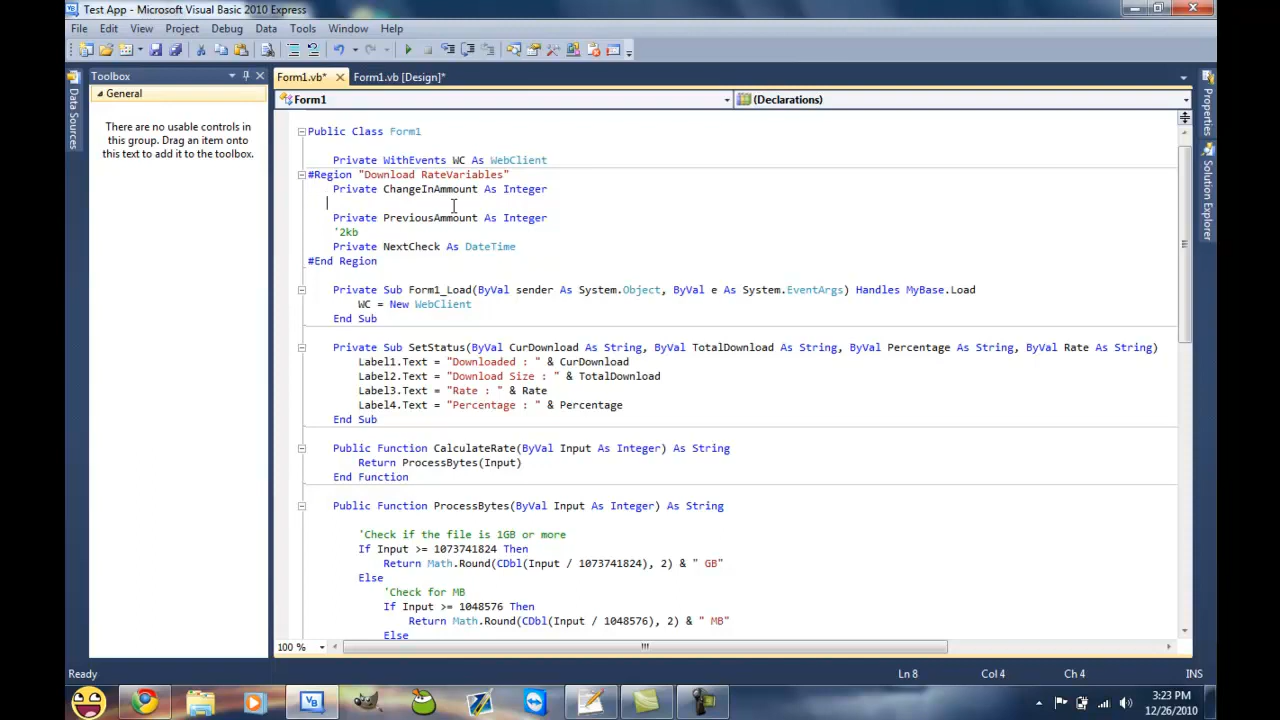 Test App - Microsoft Visual Basic 2010 Express
File Edit View Project Debug Data Tools Window Help
Toolbox
Form1.vb* Form1.vb [Design]*
General
Form1
(Declarations)
There are no usable controls in
this group. Drag an item onto
this text to add it to the toolbox.
Data Sources
Properties
Solution Explorer
Public Class Form1
Private WithEvents WC As WebClient
#Region "Download RateVariables"
Private ChangeInAmmount As Integer
Private PreviousAmmount As Integer
'2kb
Private NextCheck As DateTime
#End Region
Private Sub Form1_Load(ByVal sender As System.Object, ByVal e As System.EventArgs) Handles MyBase.Load
WC = New WebClient
End Sub
Private Sub SetStatus(ByVal CurDownload As String, ByVal TotalDownload As String, ByVal Percentage As String, ByVal Rate As String)
Label1.Text = "Downloaded : " & CurDownload
Label2.Text = "Download Size : " & TotalDownload
Label3.Text = "Rate : " & Rate
Label4.Text = "Percentage : " & Percentage
End Sub
Public Function CalculateRate(ByVal Input As Integer) As String
Return ProcessBytes(Input)
End Function
Public Function ProcessBytes(ByVal Input As Integer) As String
'Check if the file is 1GB or more
If Input >= 1073741824 Then
Return Math.Round(CDbl(Input / 1073741824), 2) & " GB"
Else
'Check for MB
If Input >= 1048576 Then
Return Math.Round(CDbl(Input / 1048576), 2) & " MB"
Else
100 %
Ready
Ln 8
Col 4
Ch 4
INS
3:23 PM
12/26/2010